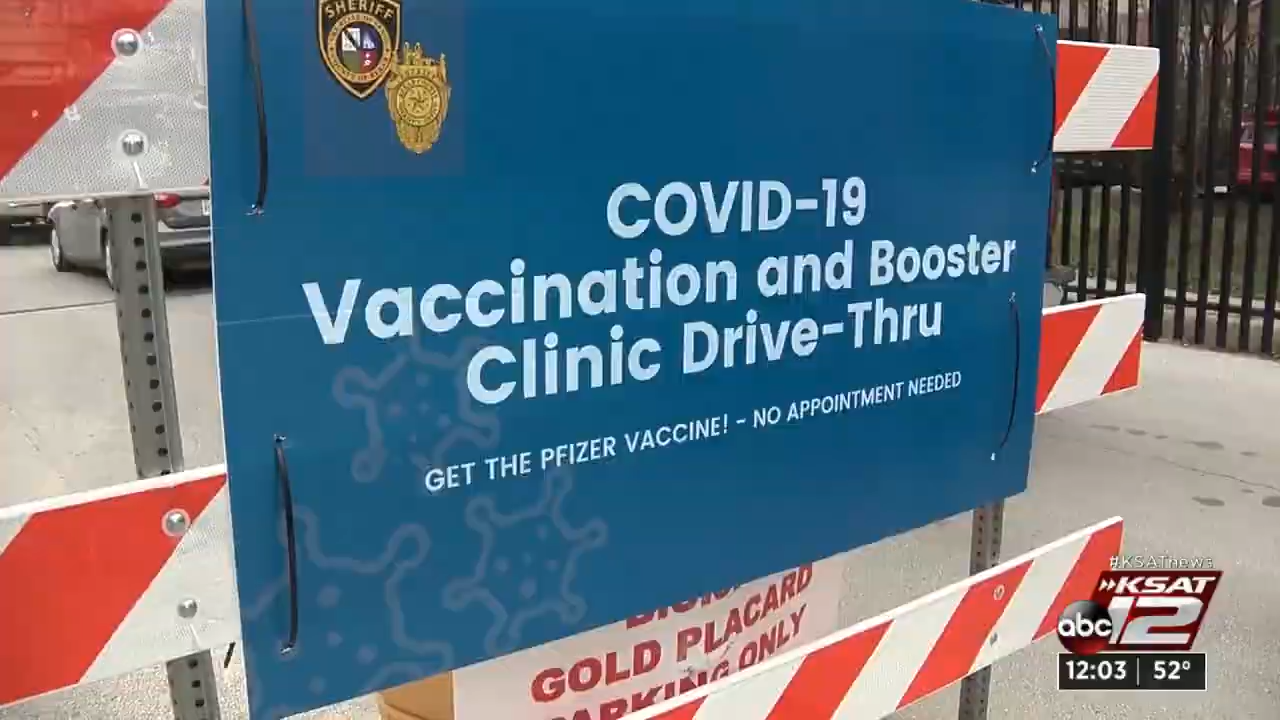 SHERIFF
COVID-19
Vaccination and Booster
Clinic Drive-Thru
GET THE PFIZER VACCINE! - NO APPOINTMENT NEEDED
GOLD PLACARD
PARKING ONLY
#KSATnews
KSAT
abc 12
12:03 | 52°